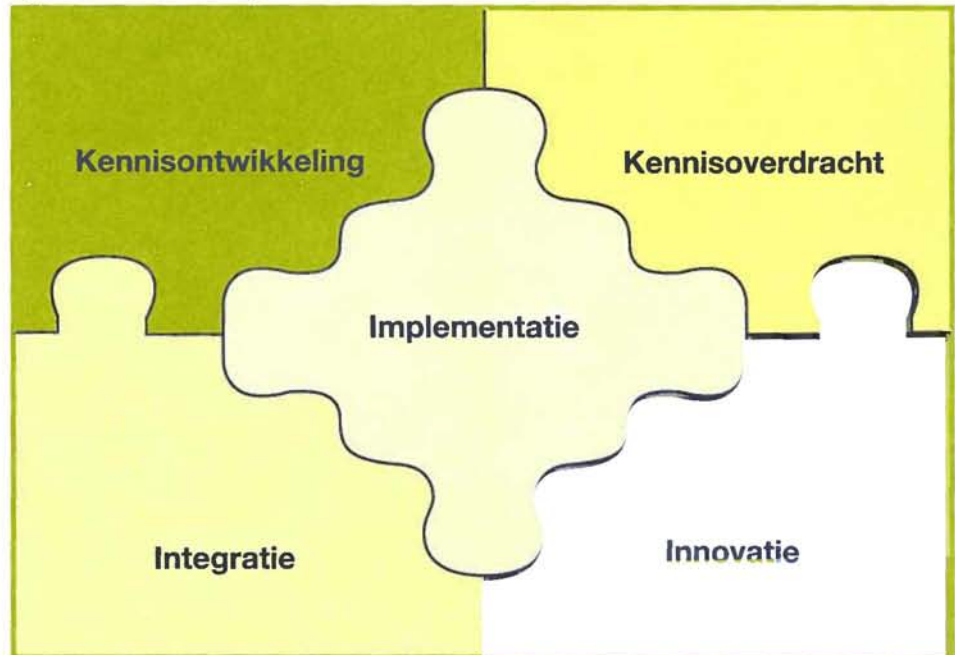 Kennisontwikkeling
Kennisoverdracht
Implementatie
Integratie
Innovatie